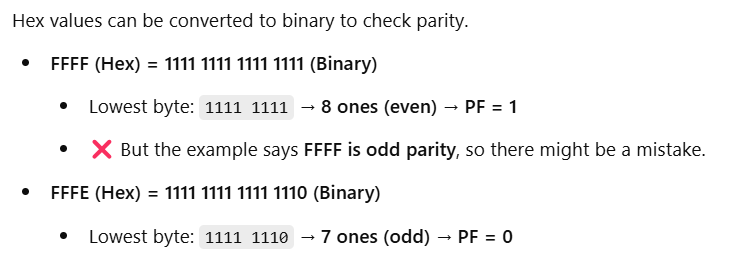 Hex values can be converted to binary to check parity.
• FFFF (Hex) = 1111 1111 1111 1111 (Binary)
• Lowest byte: 1111 1111 → 8 ones (even) → PF = 1
• ❌ But the example says FFFF is odd parity, so there might be a mistake.
• FFFE (Hex) = 1111 1111 1111 1110 (Binary)
• Lowest byte: 1111 1110 → 7 ones (odd) → PF = 0